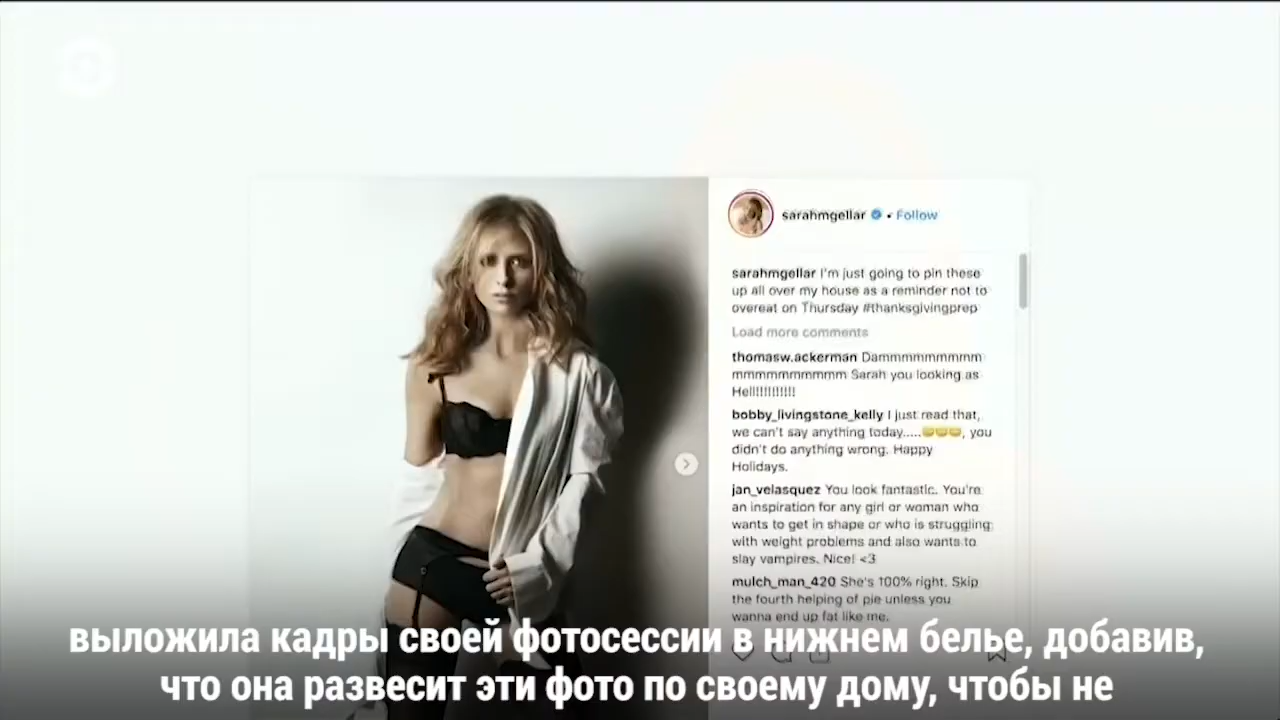 sarahmgellar • Follow
sarahmgellar I'm just going to pin these
up all over my house as a reminder not to
overeat on Thursday #thanksgivingprep
Load more comments
thomasw.ackerman Dammmmmmmmm
mmmmmmmmmm Sarah you looking as
Hell!!!!!!!!!!!
bobby_livingstone_kelly I just read that,
we can't say anything today.....😂😂😂, you
didn't do anything wrong. Happy
Holidays.
jan_velasquez You look fantastic. You're
an inspiration for any girl or woman who
wants to get in shape or who is struggling
with weight problems and also wants to
slay vampires. Nice! <3
mulch_man_420 She's 100% right. Skip
the fourth helping of pie unless you
wanna end up fat like me.
выложила кадры своей фотосессии в нижнем белье, добавив,
что она развесит эти фото по своему дому, чтобы не